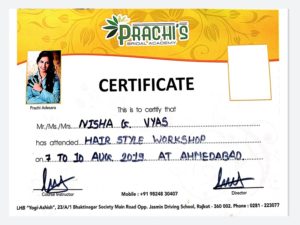 PRACHI'S
BRIDAL ACADEMY
Prachi Adesara
CERTIFICATE
This is to certify that
Mr./Ms./Mrs. NISHA G. VYAS
has attended HAIR STYLE WORKSHOP
on 7 TO 10 AUG 2019 AT AHMEDABAD.
Course Instructor
Mobile : +91 98248 30407
Director
LHB "Yogi-Ashish", 23/A/1 Bhaktinagar Society Main Road Opp. Jasmin Driving School, Rajkot - 360 002. Phone : 0281 - 223077